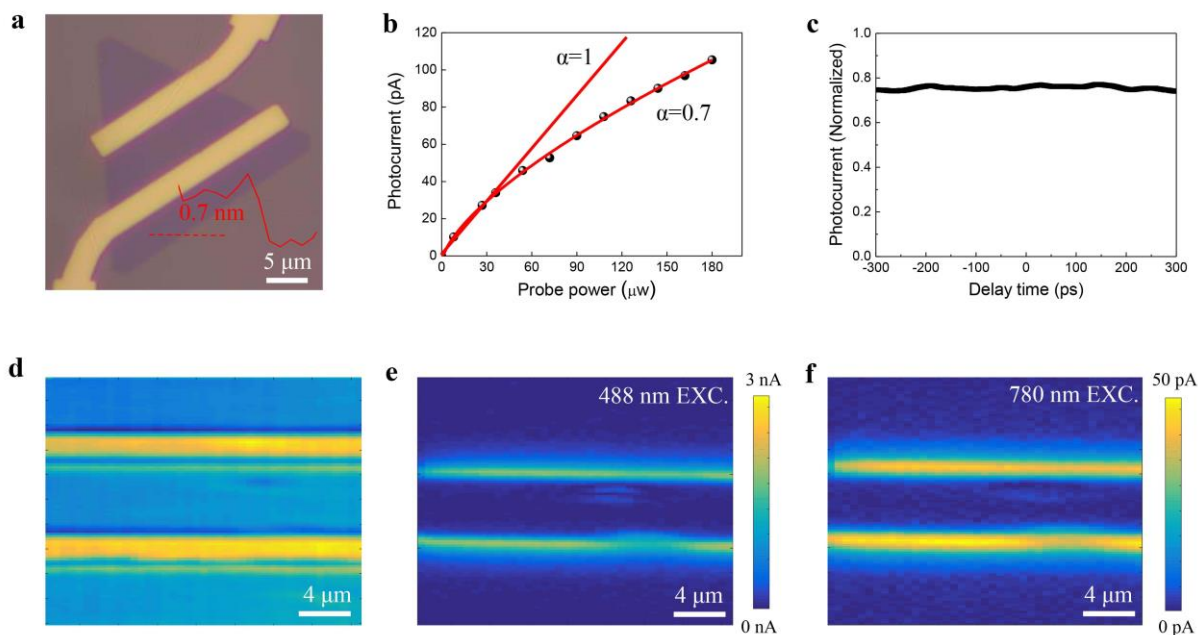 a
0.7 nm
5 μm
b
Photocurrent (pA)
120
100
80
60
40
20
0
α=1
α=0.7
0
30
60
90
120
150
180
Probe power (μw)
c
Photocurrent (Normalized)
1.0
0.8
0.6
0.4
0.2
0.0
-300
-200
-100
0
100
200
300
Delay time (ps)
d
4 μm
e
488 nm EXC.
4 μm
3 nA
0 nA
f
780 nm EXC.
4 μm
50 pA
0 pA